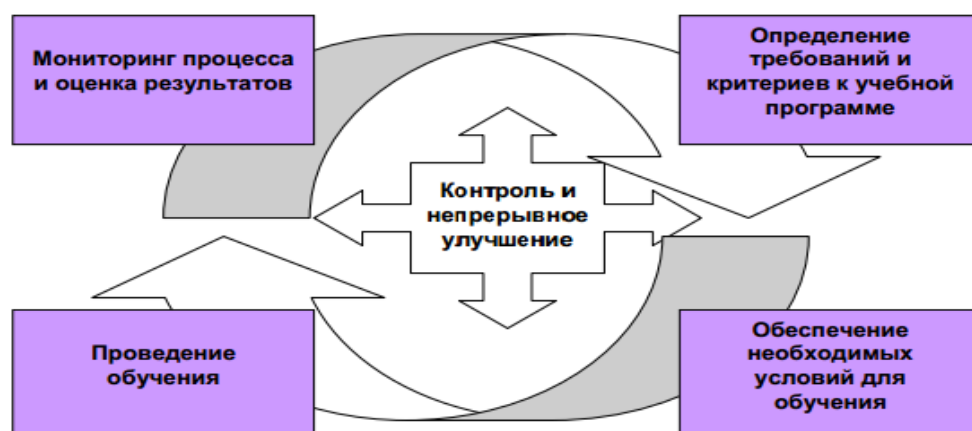 Мониторинг процесса
и оценка результатов
Определение
требований и
критериев к учебной
программе
Контроль и
непрерывное
улучшение
Проведение
обучения
Обеспечение
необходимых
условий для
обучения